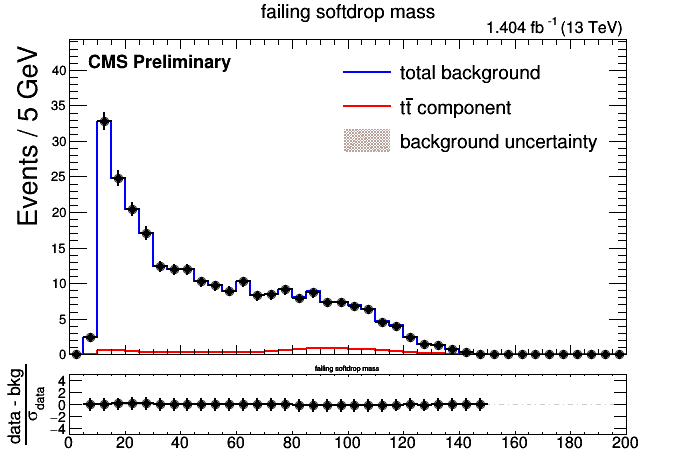 failing softdrop mass
1.404 fb⁻¹ (13 TeV)
CMS Preliminary
total background
tt̄ component
background uncertainty
Events / 5 GeV
40
35
30
25
20
15
10
5
0
failing softdrop mass
data - bkg
σ data
4
2
0
−2
−4
0 20 40 60 80 100 120 140 160 180 200